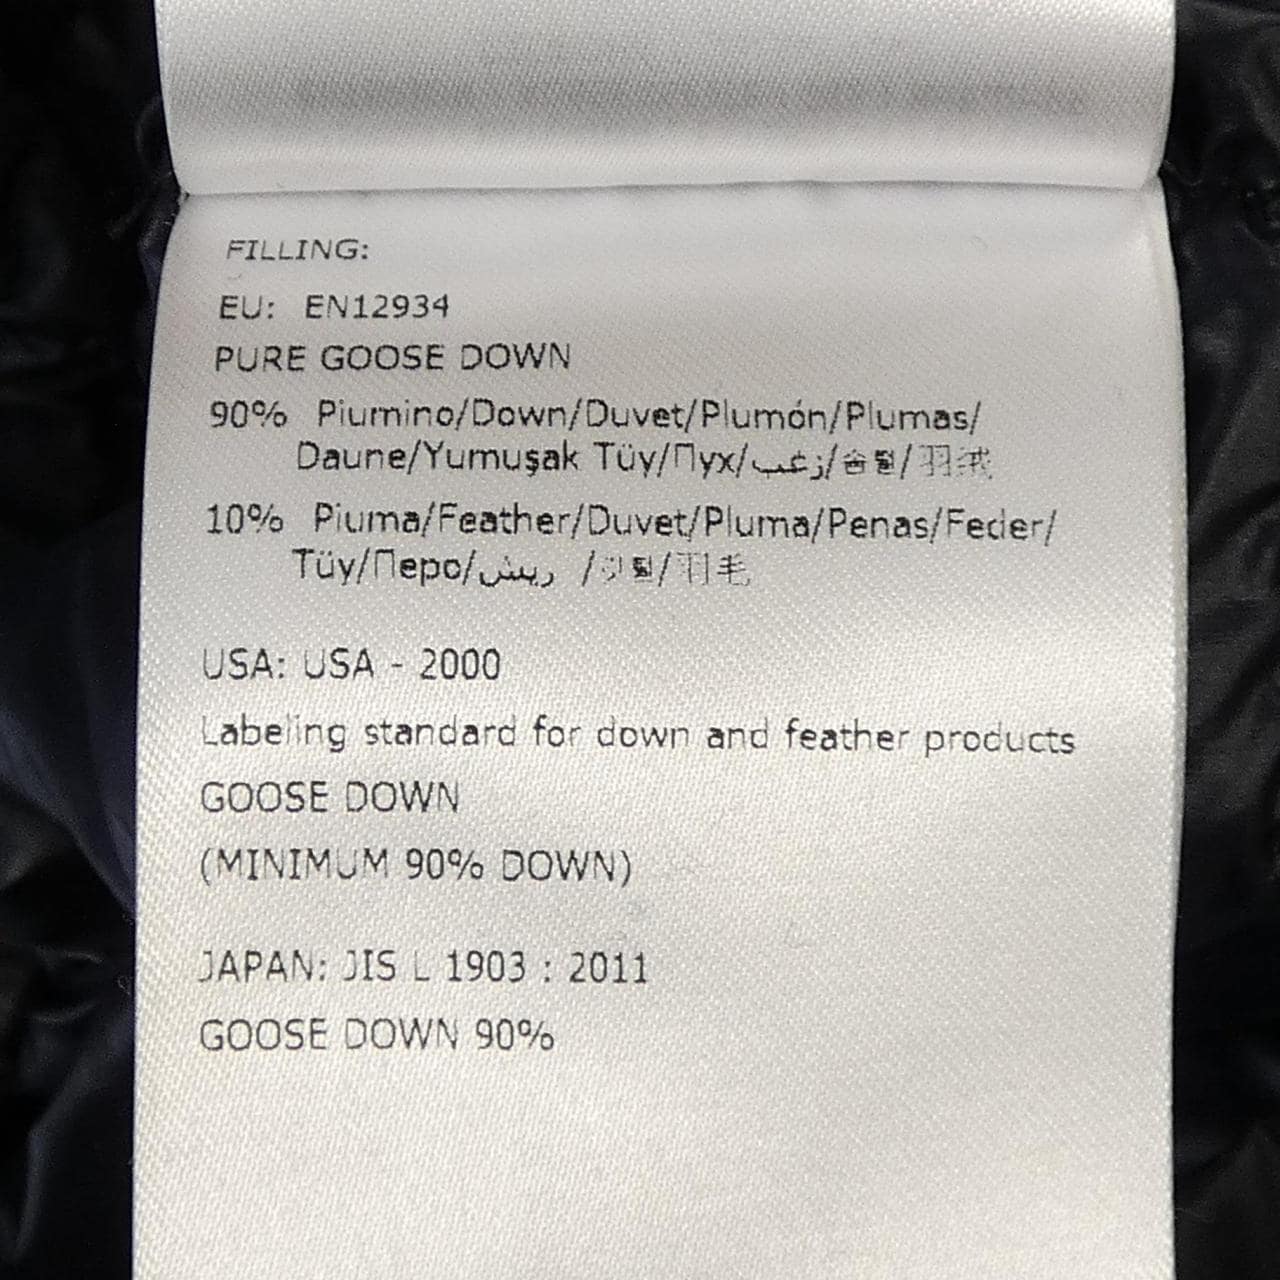 FILLING:
EU: EN12934
PURE GOOSE DOWN
90% Piumino/Down/Duvet/Plumón/Plumas/
Daune/Yumuşak Tüy/Пух/زغب/솜털/羽绒
10% Piuma/Feather/Duvet/Pluma/Penas/Feder/
Tüy/Перо/ريش /깃털/羽毛
USA: USA - 2000
Labeling standard for down and feather products
GOOSE DOWN
(MINIMUM 90% DOWN)
JAPAN: JIS L 1903 : 2011
GOOSE DOWN 90%